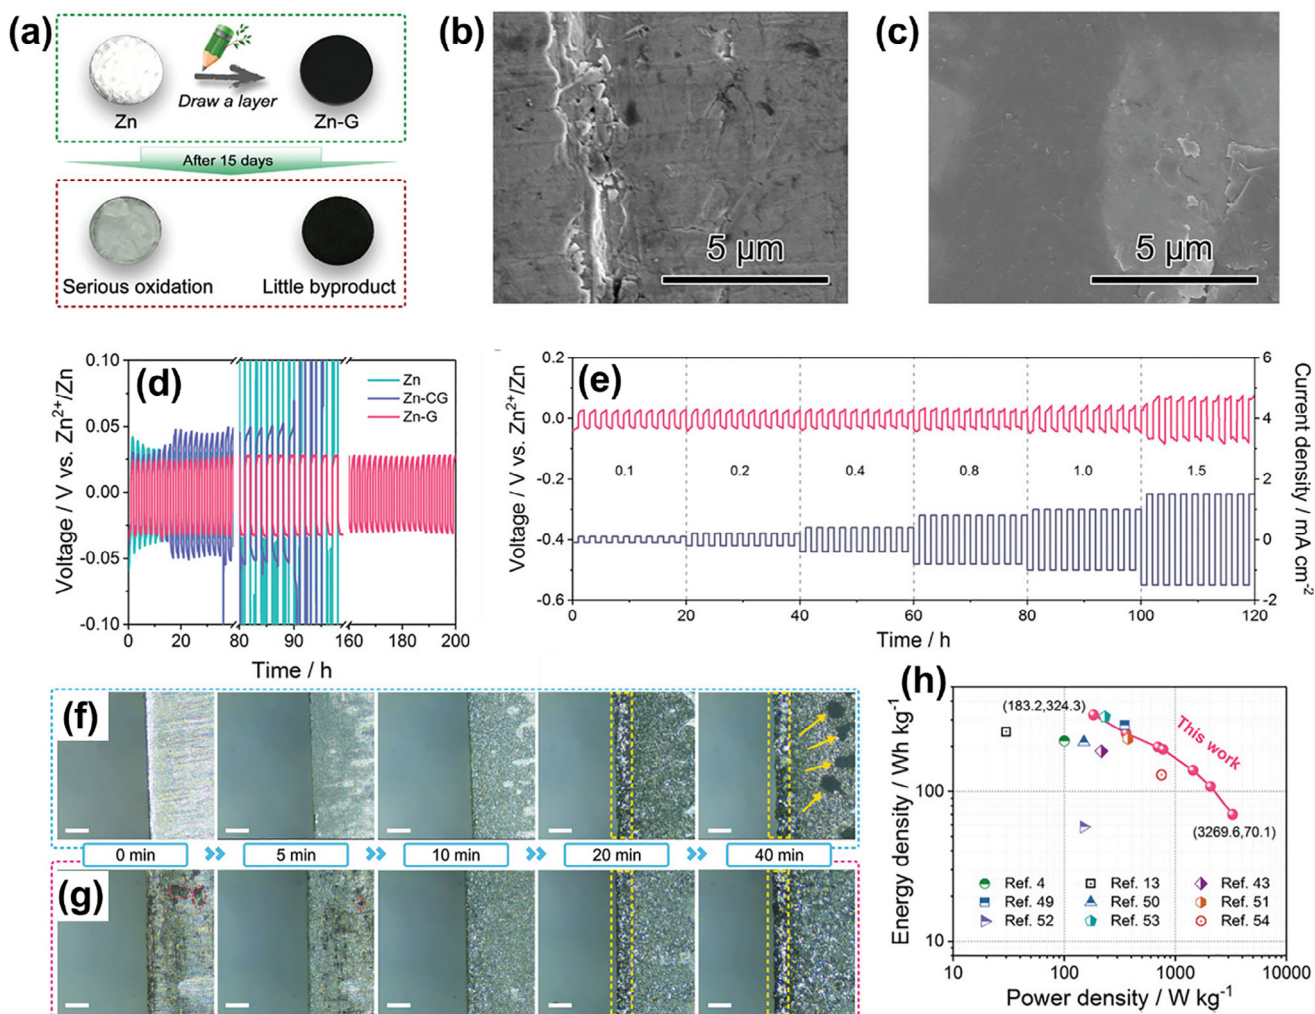 (a)
Zn
Draw a layer
Zn-G
After 15 days
Serious oxidation
Little byproduct
(b)
5 μm
(c)
5 μm
(d)
Voltage / V vs. Zn²⁺/Zn
0.10
0.05
0.00
-0.05
-0.10
Zn
Zn-CG
Zn-G
0 20 80 80 90 160 160 180 200
Time / h
(e)
Voltage / V vs. Zn²⁺/Zn
0.2
0.0
-0.2
-0.4
-0.6
0.1 0.2 0.4 0.8 1.0 1.5
6
4
2
0
-2
Current density / mA cm⁻²
0 20 40 60 80 100 120
Time / h
(f)
0 min
5 min
10 min
20 min
40 min
(g)
(h)
Energy density / Wh kg⁻¹
100
10
(183.2,324.3)
This work
(3269.6,70.1)
Ref. 4 Ref. 13 Ref. 43
Ref. 49 Ref. 50 Ref. 51
Ref. 52 Ref. 53 Ref. 54
10 100 1000 10000
Power density / W kg⁻¹